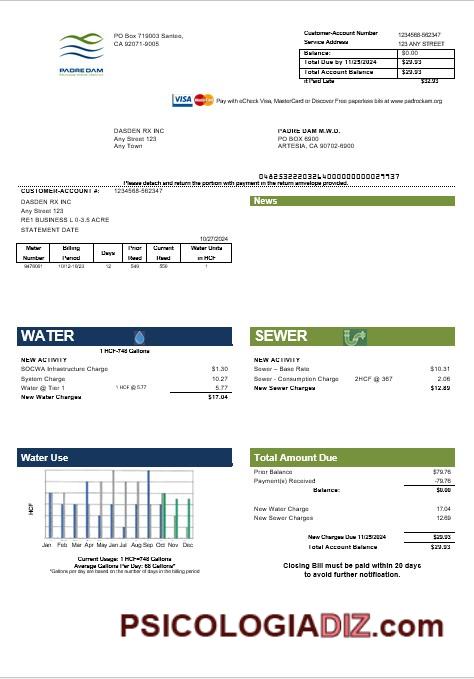 PO Box 719003 Santeo,
CA 92071-9005
PADRE DAM
Customer-Account Number 1234568-562347
Service Address 123 ANY STREET
Balance: $0.00
Total Due by 11/25/2024 $29.93
Total Account Balance $29.93
if Paid Late $32.93
VISA MasterCard Pay with eCheck Visa, MasterCard or Discover Free paperless bils at www.padrockam.org
DASDEN RX INC
Any Street 123
Any Town
PADRE DAM M.W.D.
PO BOX 6900
ARTESIA, CA 90702-6900
Please detach and return the portion with payment in the return anvelope provided.
CUSTOMER-ACCOUNT #: 1234568-562347
DASDEN RX INC
Any Street 123
RE1 BUSINESS L 0-3.5 ACRE
STATEMENT DATE
10/27/2024
News
Meter Number Billing Period Days Prior Reed Current Reed Water Units in HCF
10/12-10/23 12 549 550 1
WATER
1 HCF-748 Gallons
NEW ACTIVITY
SOCWA Infrastructure Charge $1.30
System Charge 10.27
Water @ Tier 1 1 HCF @ 5.77 5.77
New Water Charges $17.04
SEWER
NEW ACTIVITY
Sewer – Base Rate $10.31
Sewer - Consumption Charge 2HCF @ 367 2.06
New Sewer Charges $12.89
Water Use
HCF
Jan Feb Mar Apr May Jan Jul Aug Sep Oct Nov Dec
Current Usage: 1 HCF=748 Gallons
Average Gallons Per Day: 68 Gallons*
*Gallons per day are based on the number of days in the billing period
Total Amount Due
Prior Balance $79.76
Payment(s) Received -79.76
Balance: $0.00
New Water Charge 17.04
New Sewer Charges 12.69
New Charges Due 11/25/2024 $29.93
Total Account Balance $29.93
Closing Bill must be paid within 20 days
to avoid further notification.
PSICOLOGIADIZ.com